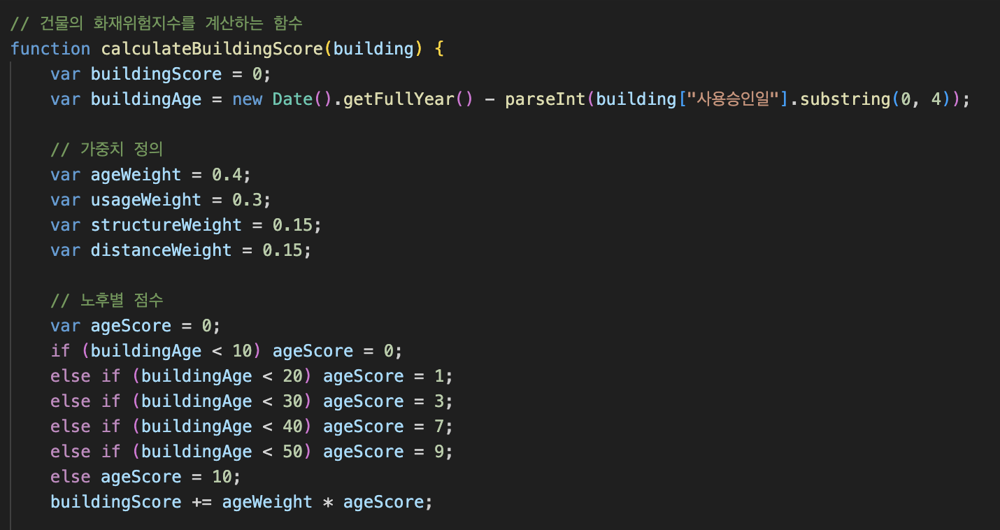 // 건물의 화재위험지수를 계산하는 함수
function calculateBuildingScore(building) {
    var buildingScore = 0;
    var buildingAge = new Date().getFullYear() - parseInt(building["사용승인일"].substring(0, 4));

    // 가중치 정의
    var ageWeight = 0.4;
    var usageWeight = 0.3;
    var structureWeight = 0.15;
    var distanceWeight = 0.15;

    // 노후별 점수
    var ageScore = 0;
    if (buildingAge < 10) ageScore = 0;
    else if (buildingAge < 20) ageScore = 1;
    else if (buildingAge < 30) ageScore = 3;
    else if (buildingAge < 40) ageScore = 7;
    else if (buildingAge < 50) ageScore = 9;
    else ageScore = 10;
    buildingScore += ageWeight * ageScore;